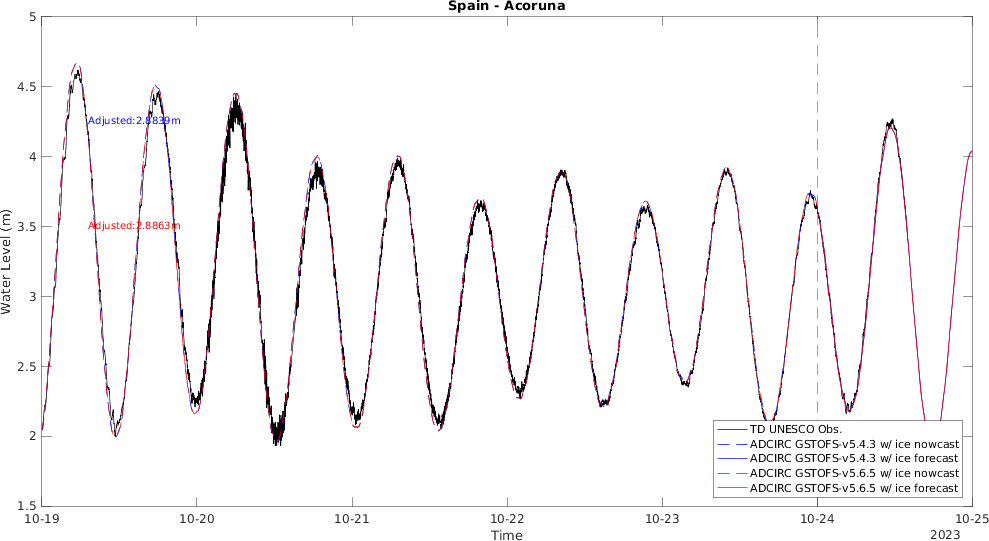 Spain - Acoruna
5
4.5
4
3.5
3
2.5
2
1.5
Water Level (m)
Adjusted:2.8839m
Adjusted:2.8863m
TD UNESCO Obs.
ADCIRC GSTOFS-v5.4.3 w/ ice nowcast
ADCIRC GSTOFS-v5.4.3 w/ ice forecast
ADCIRC GSTOFS-v5.6.5 w/ ice nowcast
ADCIRC GSTOFS-v5.6.5 w/ ice forecast
10-19 10-20 10-21 10-22 10-23 10-24 10-25
Time
2023